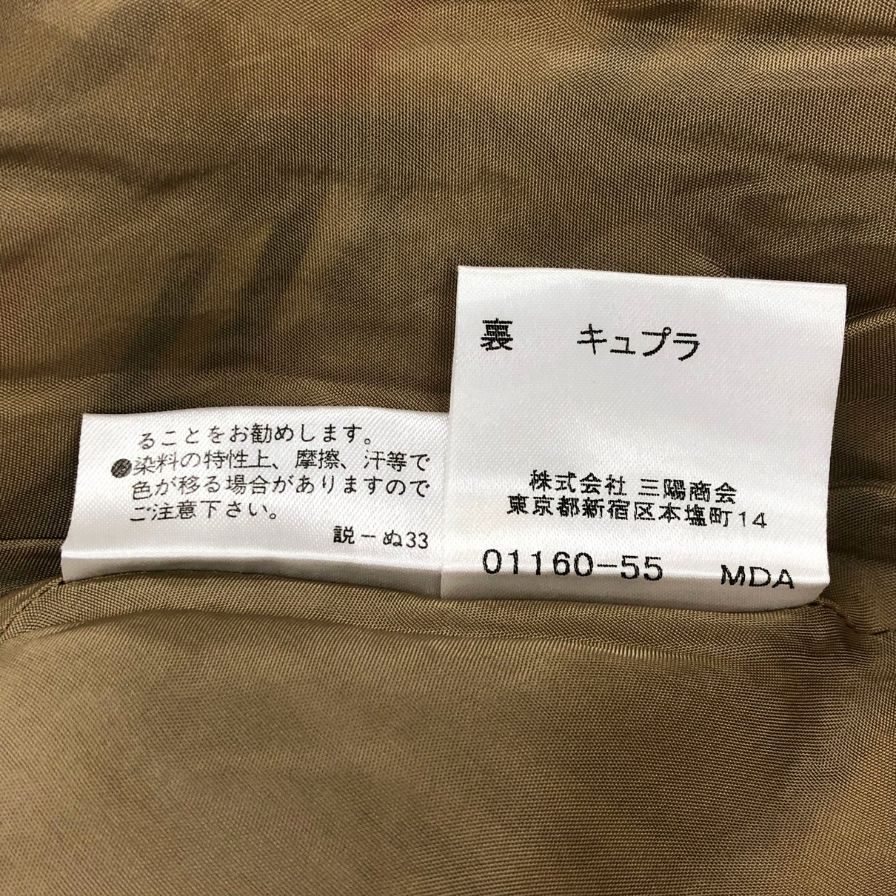 ることをお勧めします。
●染料の特性上、摩擦、汗等で
色が移る場合がありますので
ご注意下さい。
説－ぬ33
裏 キュプラ
株式会社 三陽商会
東京都新宿区本塩町14
01160-55 MDA